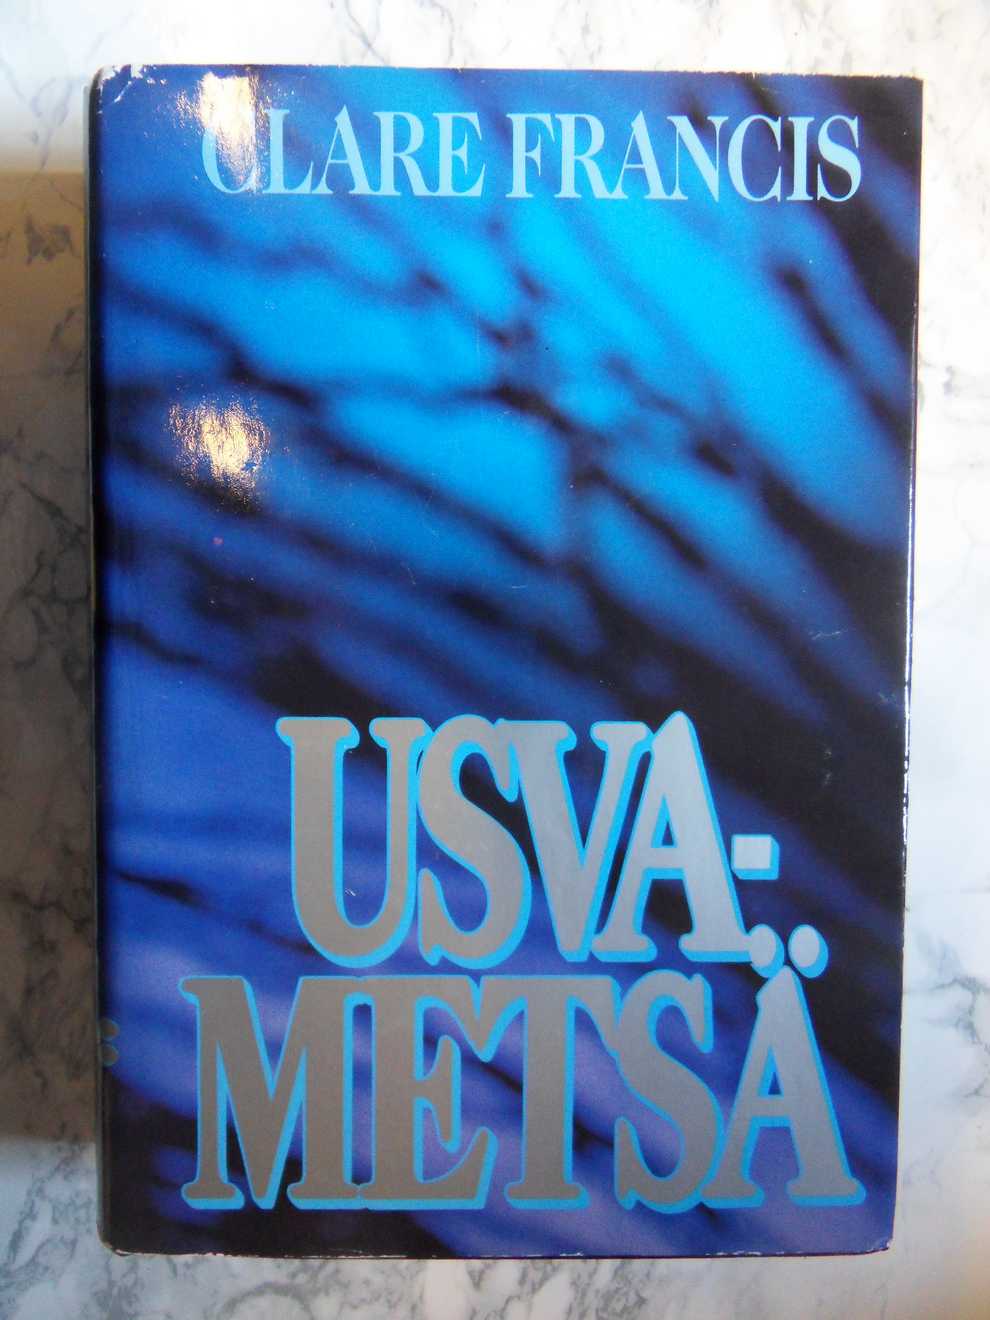 CLARE FRANCIS
USVA-
METSÄ